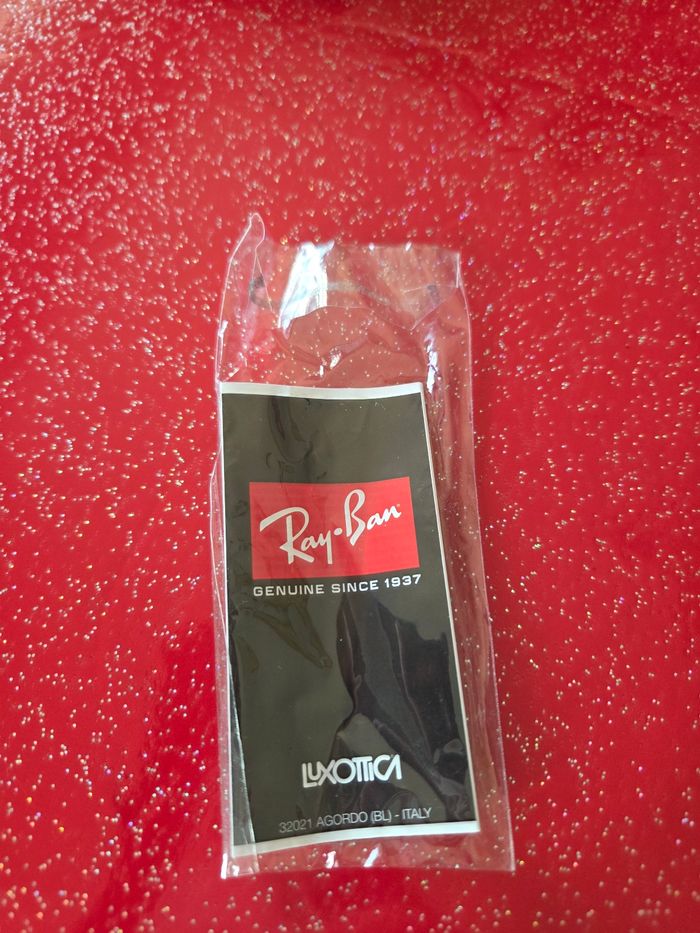 Ray•Ban
GENUINE SINCE 1937
LUXOTTICA
32021 AGORDO (BL) - ITALY